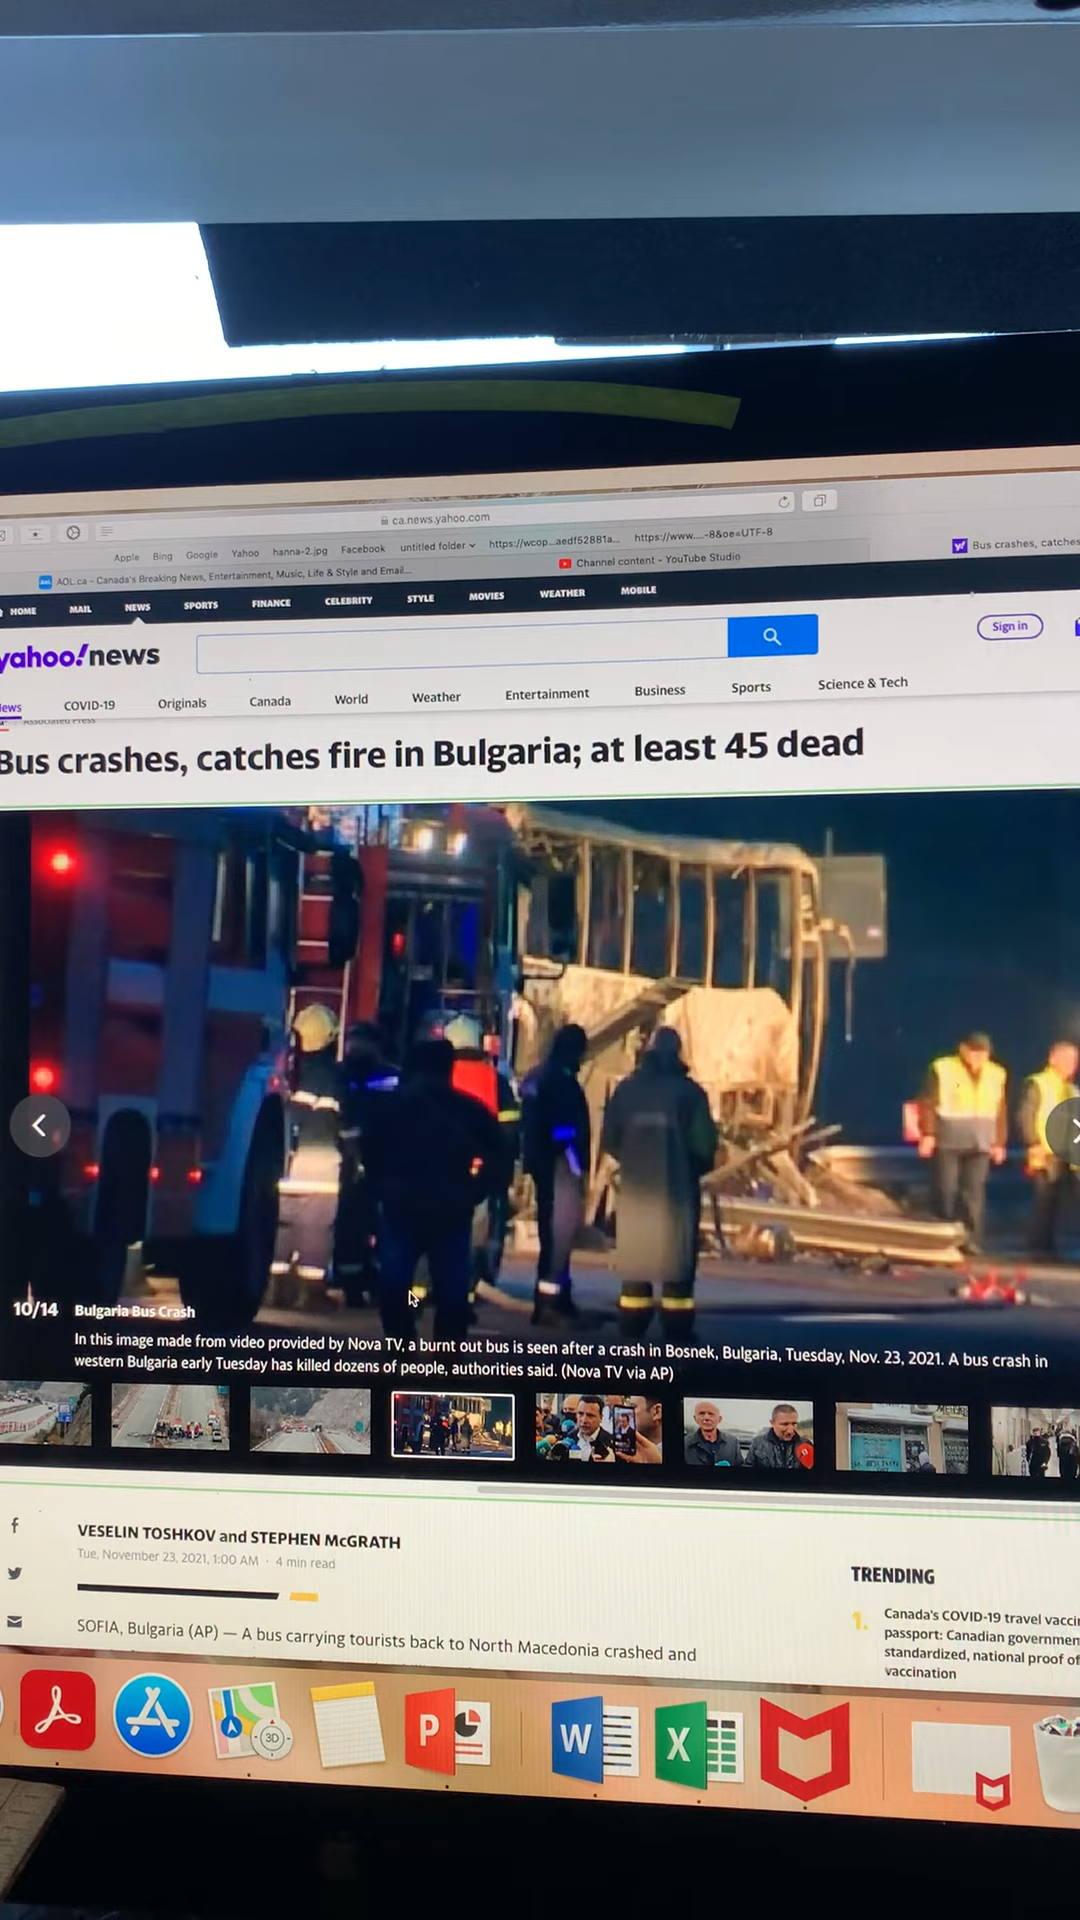 ca.news.yahoo.com
Apple Bing Google Yahoo hanna-2.jpg Facebook untitled folder https://wcop...aedf52881a... https://www....-8&oe=UTF-8
AOL.ca - Canada's Breaking News, Entertainment, Music, Life & Style and Email...
Channel content - YouTube Studio
Bus crashes, catches
HOME MAIL NEWS SPORTS FINANCE CELEBRITY STYLE MOVIES WEATHER MOBILE
yahoo!news
Sign in
News COVID-19 Originals Canada World Weather Entertainment Business Sports Science & Tech
Associated Press
Bus crashes, catches fire in Bulgaria; at least 45 dead
10/14 Bulgaria Bus Crash
In this image made from video provided by Nova TV, a burnt out bus is seen after a crash in Bosnek, Bulgaria, Tuesday, Nov. 23, 2021. A bus crash in
western Bulgaria early Tuesday has killed dozens of people, authorities said. (Nova TV via AP)
VESELIN TOSHKOV and STEPHEN McGRATH
Tue, November 23, 2021, 1:00 AM · 4 min read
SOFIA, Bulgaria (AP) — A bus carrying tourists back to North Macedonia crashed and
TRENDING
1. Canada's COVID-19 travel vacci
passport: Canadian governmen
standardized, national proof of
vaccination
3D
P
W
X